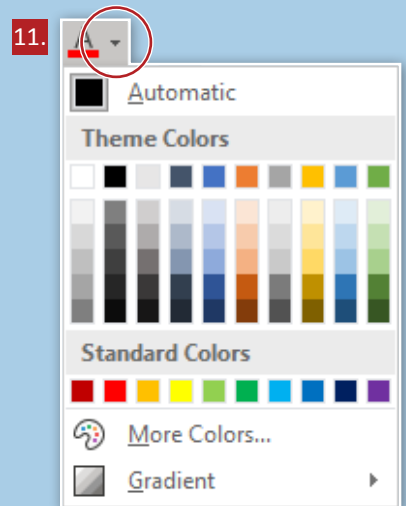 11. A
Automatic
Theme Colors
Standard Colors
More Colors...
Gradient